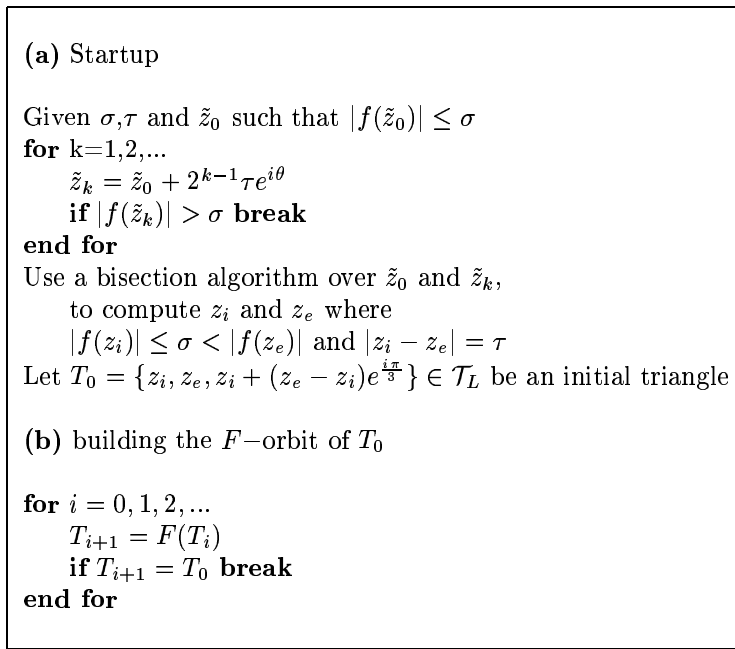 (a) Startup
Given σ,τ and z̃₀ such that |f(z̃₀)| ≤ σ
for k=1,2,...
z̃ₖ = z̃₀ + 2^{k−1}τe^{iθ}
if |f(z̃ₖ)| > σ break
end for
Use a bisection algorithm over z̃₀ and z̃ₖ,
to compute zᵢ and zₑ where
|f(zᵢ)| ≤ σ < |f(zₑ)| and |zᵢ − zₑ| = τ
Let T₀ = {zᵢ, zₑ, zᵢ + (zₑ − zᵢ)e^{iπ/3}} ∈ 𝒯_L be an initial triangle
(b) building the F−orbit of T₀
for i = 0, 1, 2, ...
Tᵢ₊₁ = F(Tᵢ)
if Tᵢ₊₁ = T₀ break
end for